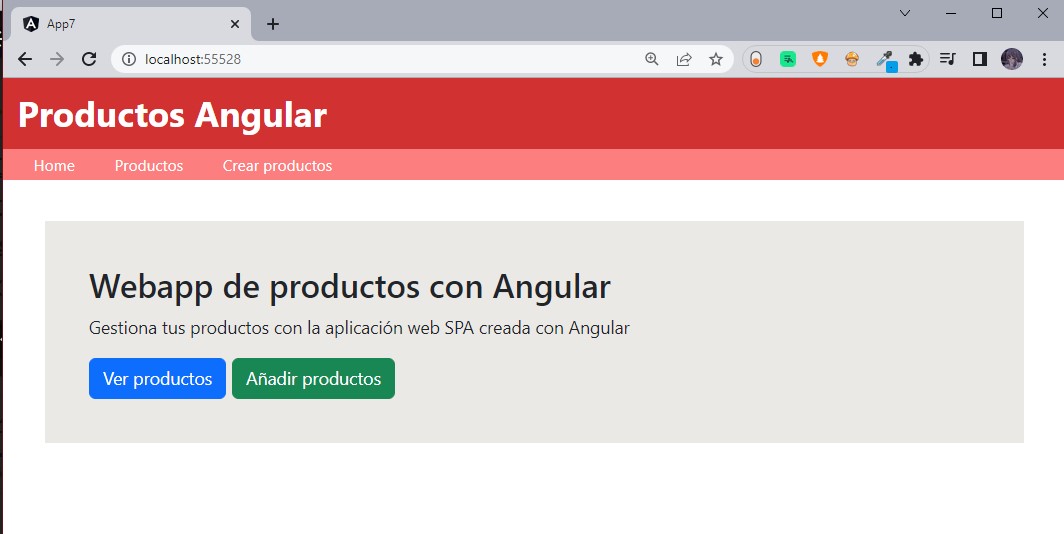 App7
localhost:55528
Productos Angular
Home Productos Crear productos
Webapp de productos con Angular
Gestiona tus productos con la aplicación web SPA creada con Angular
Ver productos Añadir productos